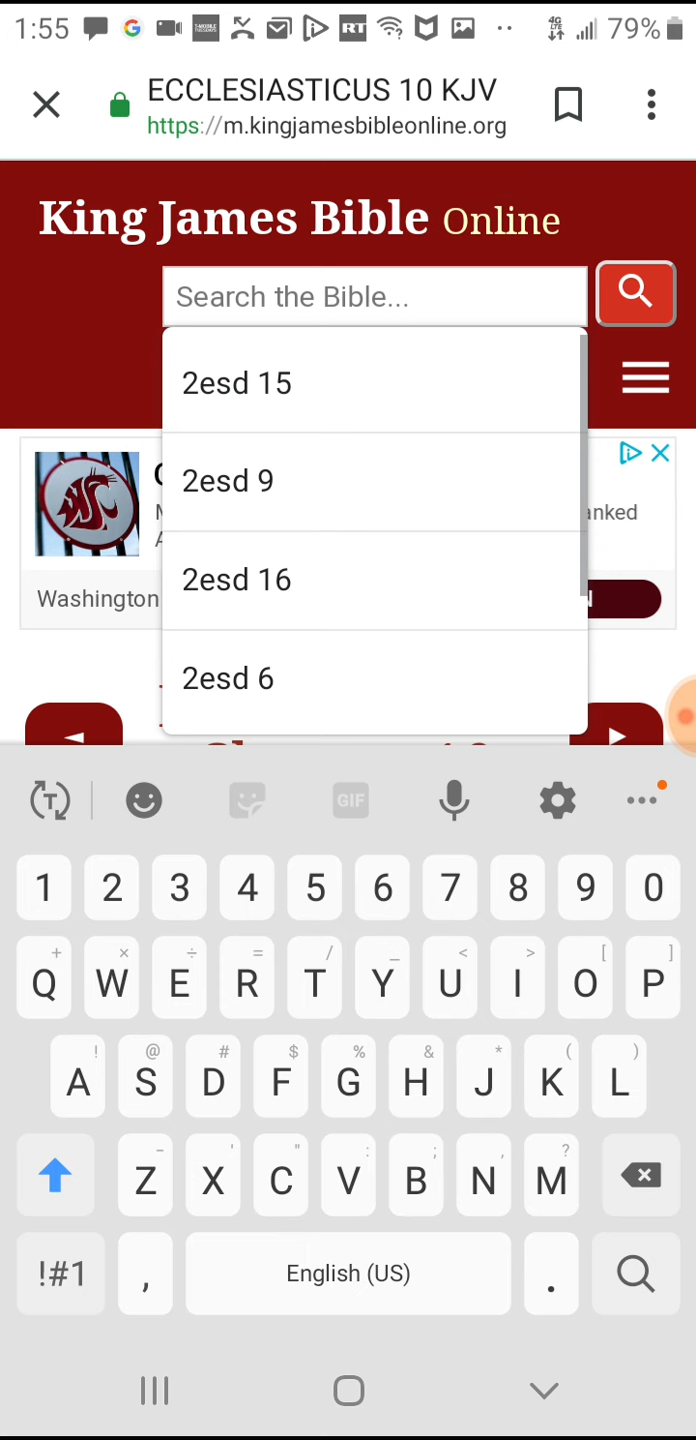 1:55 79%
ECCLESIASTICUS 10 KJV
https://m.kingjamesbibleonline.org
King James Bible Online
Search the Bible...
2esd 15
2esd 9
2esd 16
2esd 6
anked
Washington
GIF
1 2 3 4 5 6 7 8 9 0
+ × ÷ = / _ < > [ ]
Q W E R T Y U I O P
! @ # $ % & * ( )
A S D F G H J K L
- ' " : ; , ?
Z X C V B N M
!#1 , English (US) .